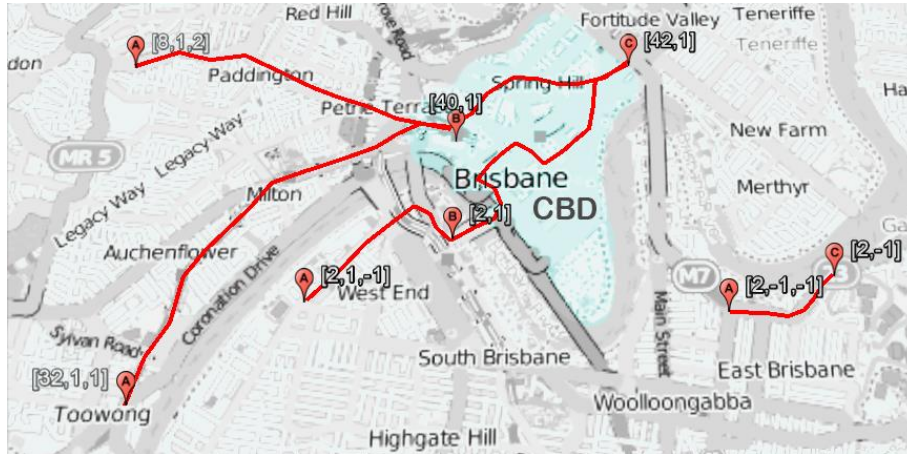 Red Hill
Fortitude Valley
Teneriffe
Teneriffe
[8,1,2]
A
C
[42,1]
don
Paddington
Grove Road
Spring Hill
Petrie Terra
[40,1]
B
Legacy Way
MR 5
New Farm
Legacy Way
Milton
Brisbane
Merthyr
CBD
B
[2,1]
Auchenflower
Coronation Drive
A
[2,1,-1]
West End
C
[2,-1]
M7
A
[2,-1,-1]
Main Street
Sylvan Road
A
[32,1,1]
South Brisbane
East Brisbane
Toowong
Woolloongabba
Highgate Hill